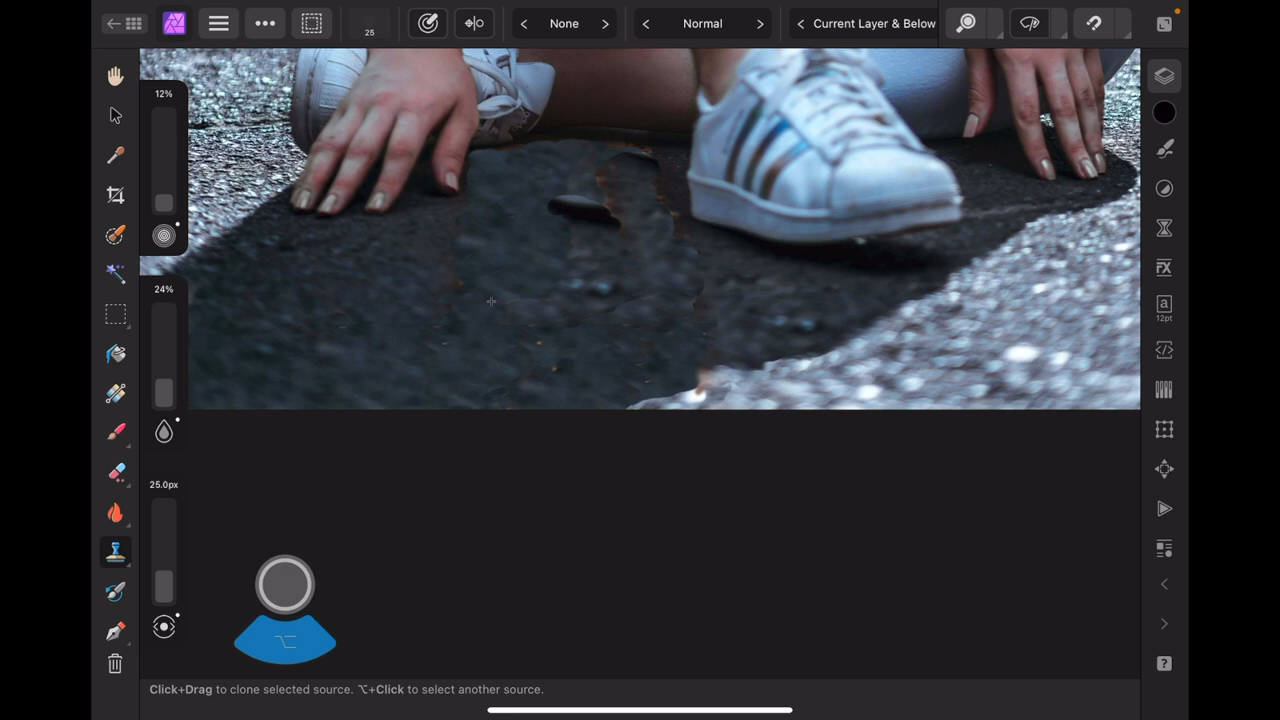 25
None
Normal
Current Layer & Below
12%
24%
25.0px
FX
a
12pt
Click+Drag to clone selected source. ⌥+Click to select another source.